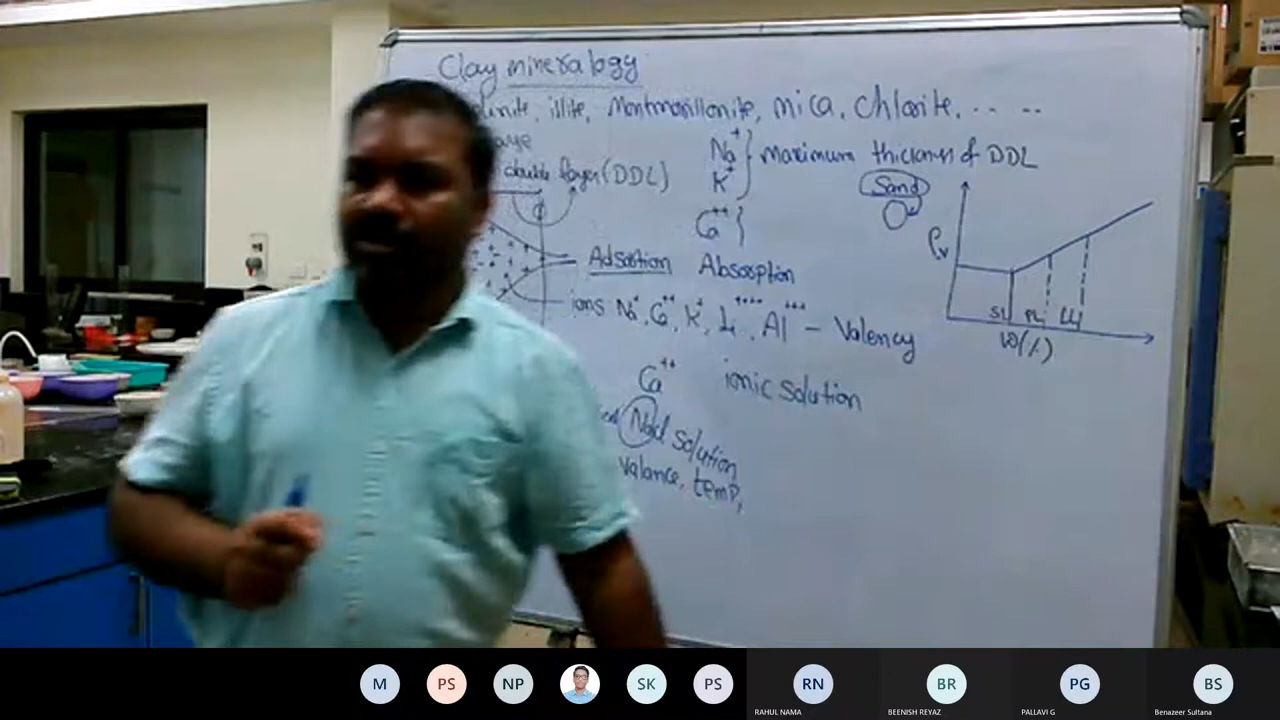 Clay mineralogy
illite, Montmorillonite, mica, Chlorite, . . . .
Na⁺
double layer (DDL)
K⁺
maximum thickness of DDL
Sand
Ca⁺⁺
Adsorption Absorption
ions Na⁺, Ca⁺⁺, K⁺, Al⁺⁺⁺ – Valency
SL PL LL
W(%)
Ca⁺⁺ ionic solution
Nacl solution
valance, temp,
M PS NP SK PS RN BR PG BS
RAHUL NAMA BEENISH REYAZ PALLAVI G Benazeer Sultana